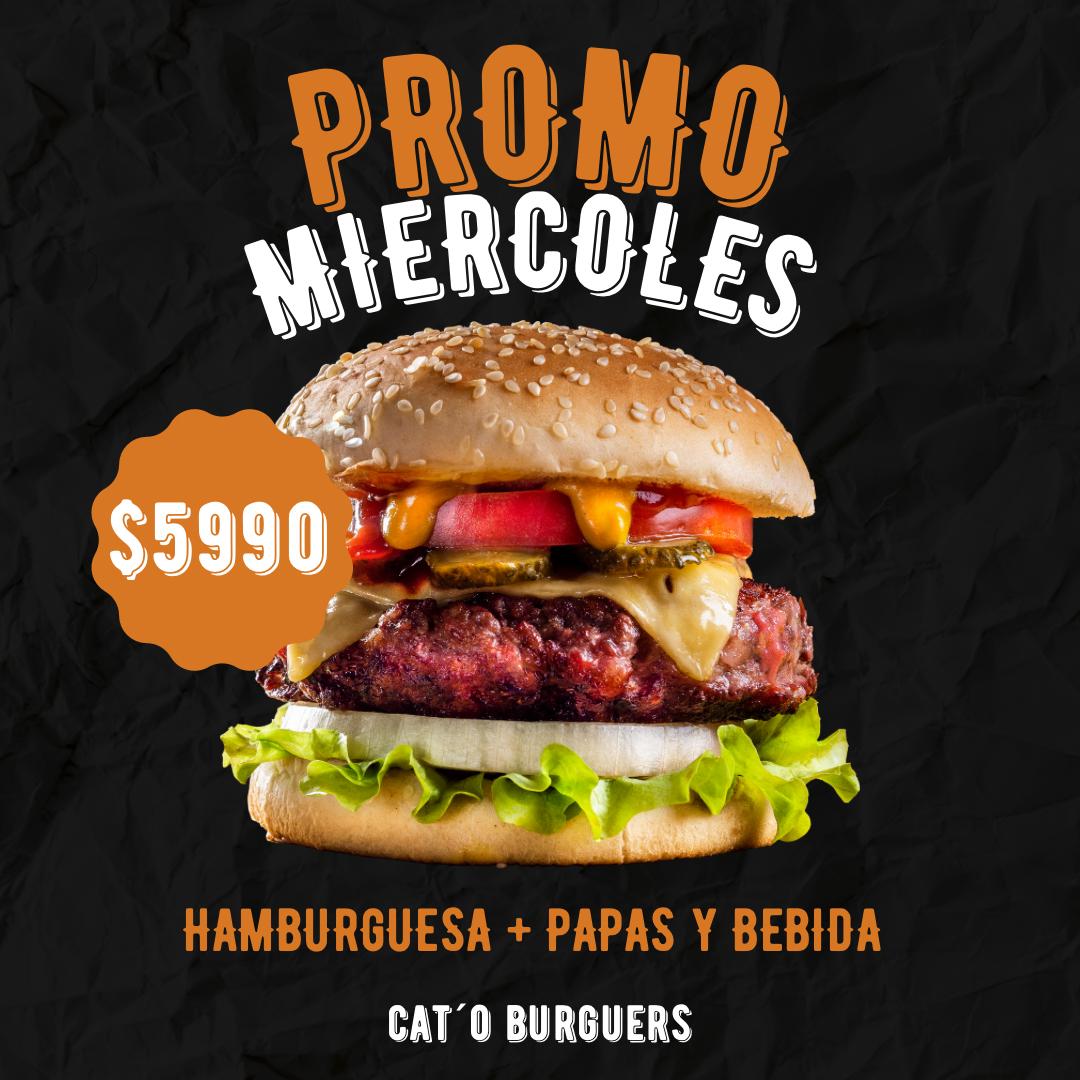 PROMO
MIERCOLES
$5990
HAMBURGUESA + PAPAS Y BEBIDA
CAT´O BURGUERS